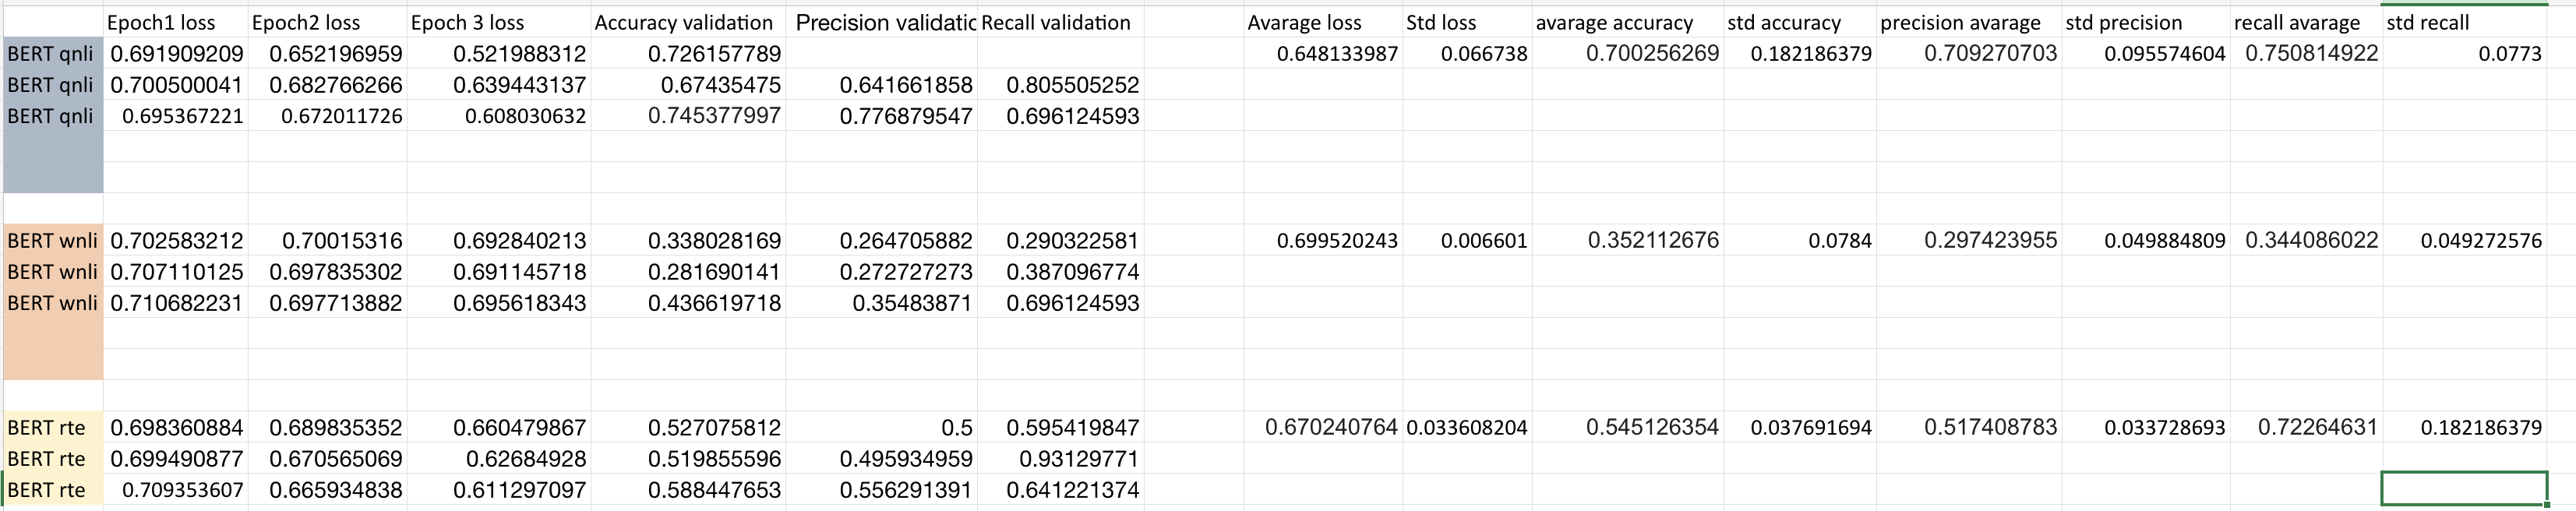 Epoch1 loss Epoch2 loss Epoch 3 loss Accuracy validation Precision validatic Recall validation Avarage loss Std loss avarage accuracy std accuracy precision avarage std precision recall avarage std recall
BERT qnli 0.691909209 0.652196959 0.521988312 0.726157789 0.648133987 0.066738 0.700256269 0.182186379 0.709270703 0.095574604 0.750814922 0.0773
BERT qnli 0.700500041 0.682766266 0.639443137 0.67435475 0.641661858 0.805505252
BERT qnli 0.695367221 0.672011726 0.608030632 0.745377997 0.776879547 0.696124593
BERT wnli 0.702583212 0.70015316 0.692840213 0.338028169 0.264705882 0.290322581 0.699520243 0.006601 0.352112676 0.0784 0.297423955 0.049884809 0.344086022 0.049272576
BERT wnli 0.707110125 0.697835302 0.691145718 0.281690141 0.272727273 0.387096774
BERT wnli 0.710682231 0.697713882 0.695618343 0.436619718 0.35483871 0.696124593
BERT rte 0.698360884 0.689835352 0.660479867 0.527075812 0.5 0.595419847 0.670240764 0.033608204 0.545126354 0.037691694 0.517408783 0.033728693 0.72264631 0.182186379
BERT rte 0.699490877 0.670565069 0.62684928 0.519855596 0.495934959 0.93129771
BERT rte 0.709353607 0.665934838 0.611297097 0.588447653 0.556291391 0.641221374